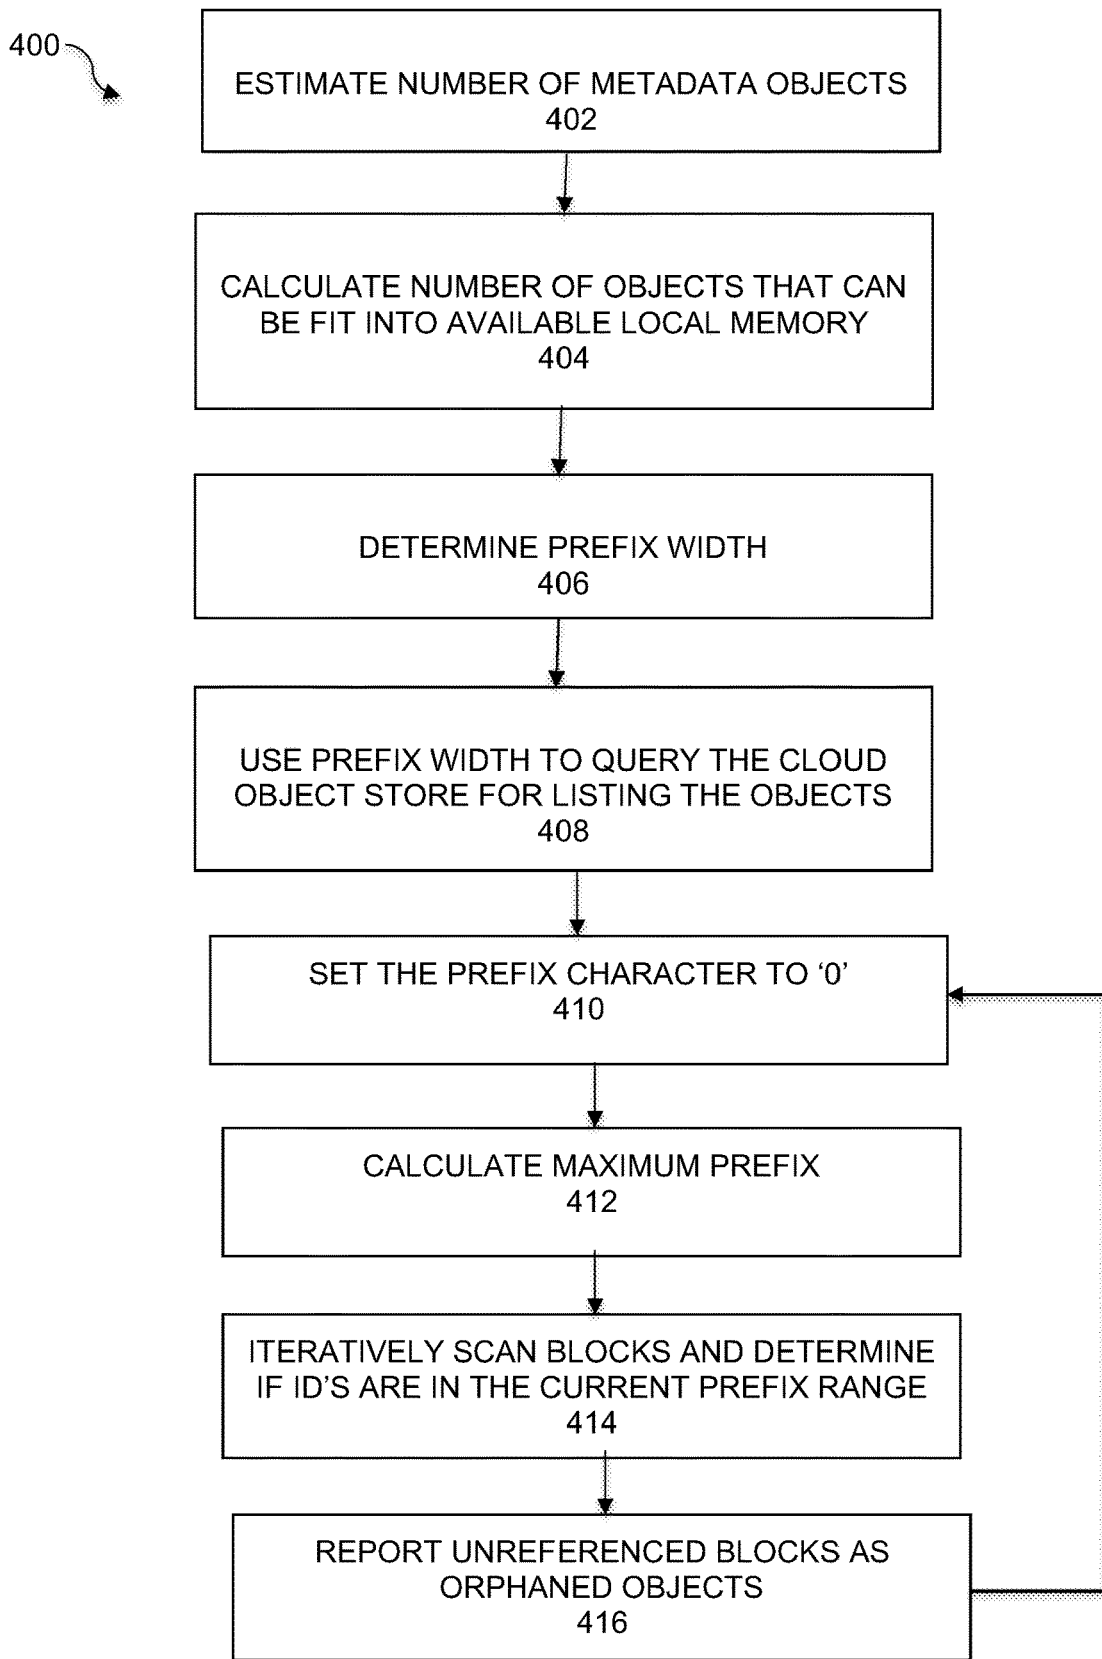 400
ESTIMATE NUMBER OF METADATA OBJECTS
402
CALCULATE NUMBER OF OBJECTS THAT CAN
BE FIT INTO AVAILABLE LOCAL MEMORY
404
DETERMINE PREFIX WIDTH
406
USE PREFIX WIDTH TO QUERY THE CLOUD
OBJECT STORE FOR LISTING THE OBJECTS
408
SET THE PREFIX CHARACTER TO ‘0’
410
CALCULATE MAXIMUM PREFIX
412
ITERATIVELY SCAN BLOCKS AND DETERMINE
IF ID’S ARE IN THE CURRENT PREFIX RANGE
414
REPORT UNREFERENCED BLOCKS AS
ORPHANED OBJECTS
416